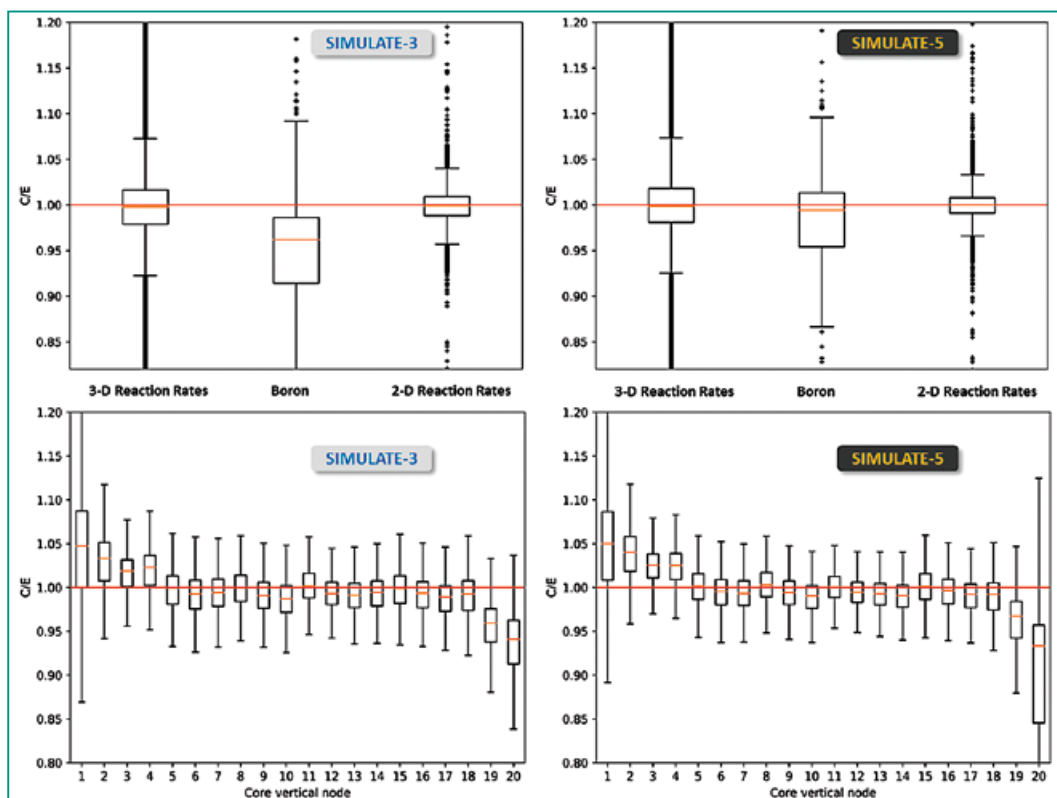 SIMULATE-3
1.20
1.15
1.10
1.05
1.00
0.95
0.90
0.85
C/E
3-D Reaction Rates Boron 2-D Reaction Rates
SIMULATE-5
1.20
1.15
1.10
1.05
1.00
0.95
0.90
0.85
C/E
3-D Reaction Rates Boron 2-D Reaction Rates
SIMULATE-3
1.20
1.15
1.10
1.05
1.00
0.95
0.90
0.85
0.80
C/E
1 2 3 4 5 6 7 8 9 10 11 12 13 14 15 16 17 18 19 20
Core vertical node
SIMULATE-5
1.20
1.15
1.10
1.05
1.00
0.95
0.90
0.85
0.80
C/E
1 2 3 4 5 6 7 8 9 10 11 12 13 14 15 16 17 18 19 20
Core vertical node